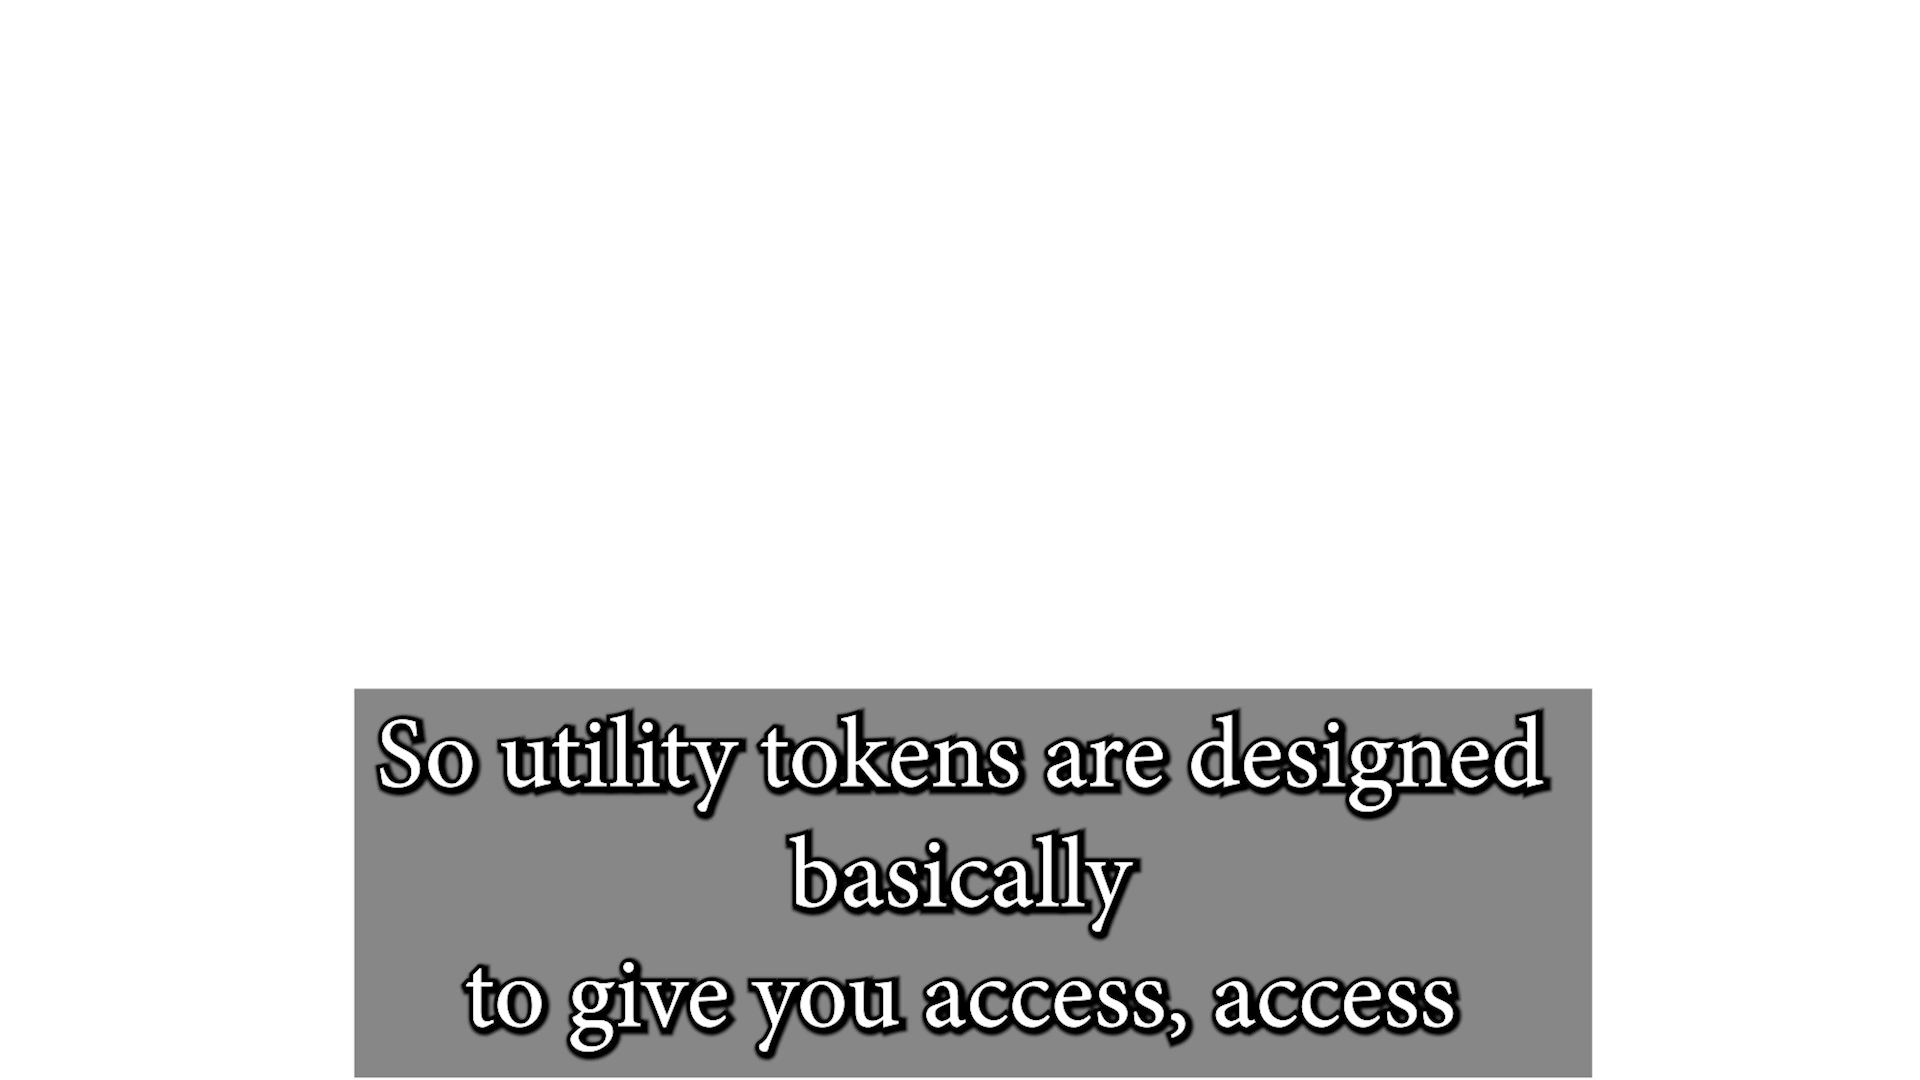 So utility tokens are designed
basically
to give you access, access